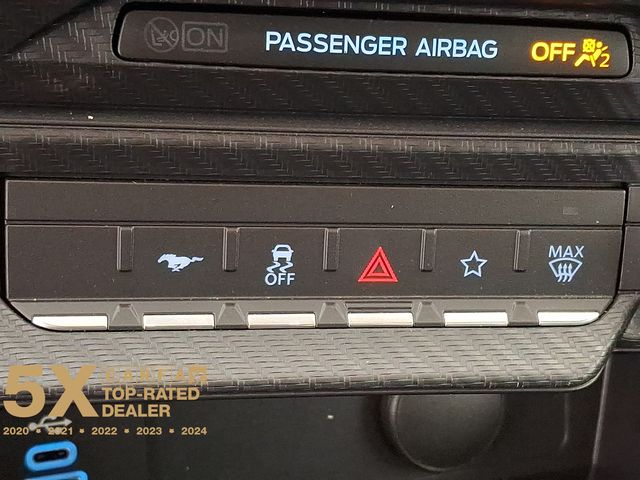 ON
PASSENGER AIRBAG
OFF
2
OFF
MAX
5X
TOP-RATED
DEALER
2020 2021 2022 2023 2024